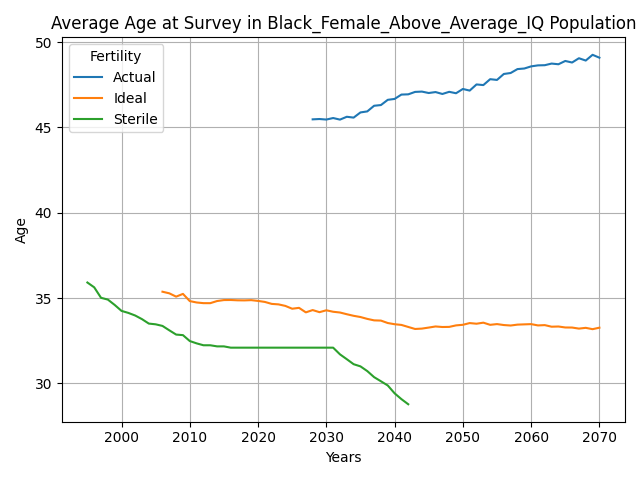 Average Age at Survey in Black_Female_Above_Average_IQ Population
50
45
40
35
30
Age
Fertility
Actual
Ideal
Sterile
2000 2010 2020 2030 2040 2050 2060 2070
Years